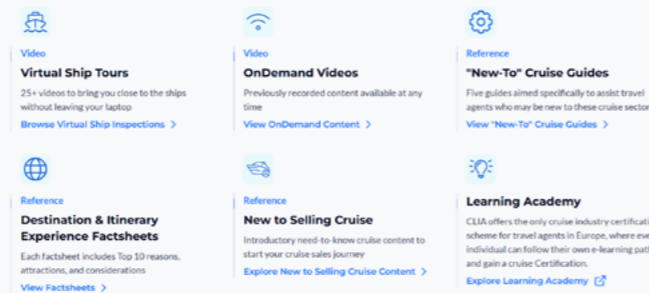 Video
Virtual Ship Tours
25+ videos to bring you close to the ships
without leaving your laptop
Browse Virtual Ship Inspections >
Video
OnDemand Videos
Previously recorded content available at any
time
View OnDemand Content >
Reference
"New-To" Cruise Guides
Five guides aimed specifically to assist travel
agents who may be new to these cruise sector
View "New-To" Cruise Guides >
Reference
Destination & Itinerary
Experience Factsheets
Each factsheet includes Top 10 reasons,
attractions, and considerations
View Factsheets >
Reference
New to Selling Cruise
Introductory need-to-know cruise content to
start your cruise sales journey
Explore New to Selling Cruise Content >
Learning Academy
CLIA offers the only cruise industry certificati
scheme for travel agents in Europe, where eve
individual can follow their own e-learning pat
and gain a cruise Certification.
Explore Learning Academy